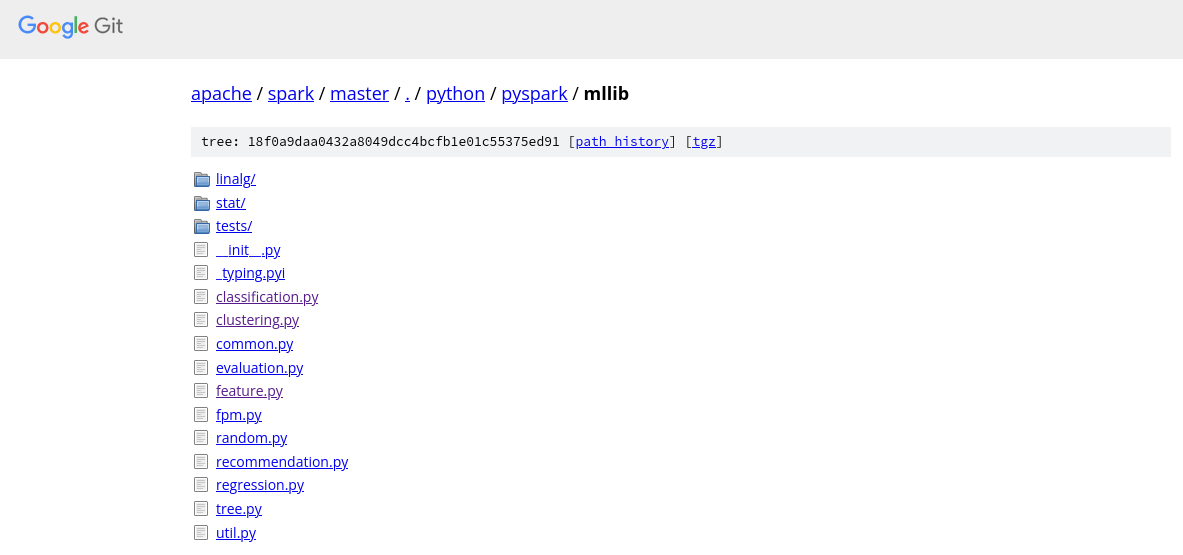 Google Git
apache / spark / master / . / python / pyspark / mllib
tree: 18f0a9daa0432a8049dcc4bcfb1e01c55375ed91 [path history] [tgz]
linalg/
stat/
tests/
__init__.py
_typing.pyi
classification.py
clustering.py
common.py
evaluation.py
feature.py
fpm.py
random.py
recommendation.py
regression.py
tree.py
util.py